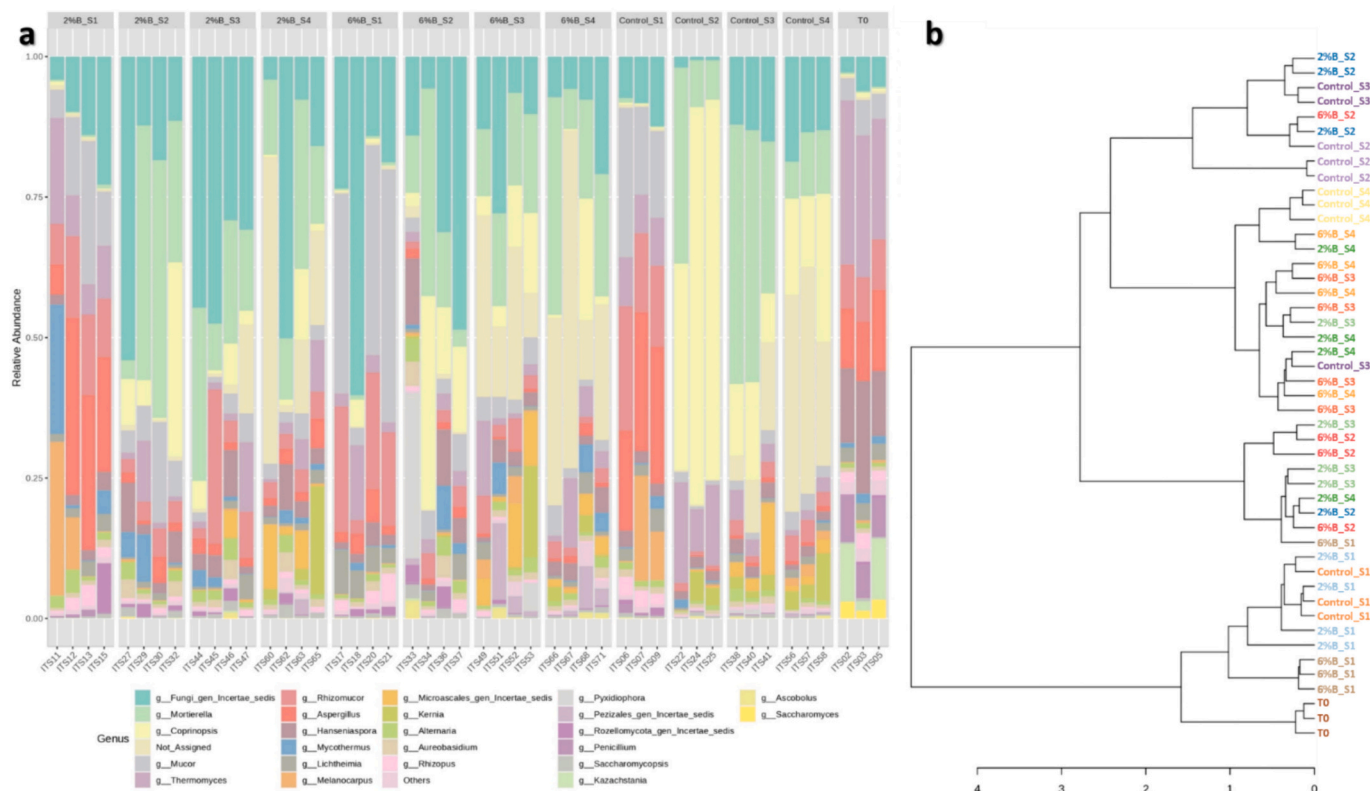 a
b
2%B_S1 2%B_S2 2%B_S3 2%B_S4 6%B_S1 6%B_S2 6%B_S3 6%B_S4 Control_S1 Control_S2 Control_S3 Control_S4 T0
1.00
0.75
0.50
0.25
0.00
Relative Abundance
ITS11 ITS12 ITS13 ITS15 ITS27 ITS29 ITS30 ITS32 ITS44 ITS45 ITS46 ITS47 ITS60 ITS62 ITS63 ITS65 ITS17 ITS18 ITS20 ITS21 ITS33 ITS34 ITS36 ITS37 ITS49 ITS51 ITS52 ITS53 ITS66 ITS67 ITS68 ITS71 ITS06 ITS07 ITS09 ITS22 ITS24 ITS25 ITS38 ITS40 ITS41 ITS56 ITS57 ITS58 ITS02 ITS03 ITS05
Genus
g__Fungi_gen_Incertae_sedis
g__Mortierella
g__Coprinopsis
Not_Assigned
g__Mucor
g__Thermomyces
g__Rhizomucor
g__Aspergillus
g__Hanseniaspora
g__Mycothermus
g__Lichtheimia
g__Melanocarpus
g__Microascales_gen_Incertae_sedis
g__Kernia
g__Alternaria
g__Aureobasidium
g__Rhizopus
Others
g__Pyxidiophora
g__Pezizales_gen_Incertae_sedis
g__Rozellomycota_gen_Incertae_sedis
g__Penicillium
g__Saccharomycopsis
g__Kazachstania
g__Ascobolus
g__Saccharomyces
2%B_S2
2%B_S2
Control_S3
Control_S3
6%B_S2
2%B_S2
Control_S2
Control_S2
Control_S2
Control_S4
Control_S4
Control_S4
6%B_S4
2%B_S4
6%B_S4
6%B_S3
6%B_S4
6%B_S3
2%B_S3
2%B_S4
2%B_S4
Control_S3
6%B_S3
6%B_S4
6%B_S3
2%B_S3
6%B_S2
6%B_S2
2%B_S3
2%B_S3
2%B_S4
2%B_S2
6%B_S2
6%B_S1
2%B_S1
Control_S1
2%B_S1
Control_S1
Control_S1
2%B_S1
2%B_S1
6%B_S1
6%B_S1
6%B_S1
T0
T0
T0
4 3 2 1 0